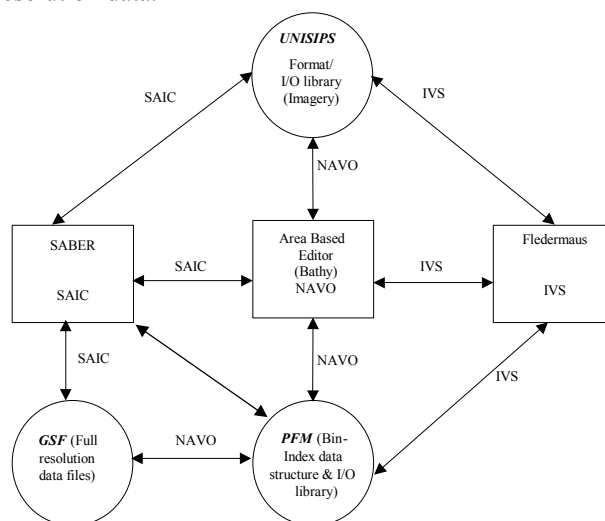 UNISIPS
Format/
I/O library
(Imagery)
SAIC
IVS
NAVO
SABER
SAIC
SAIC
Area Based
Editor
(Bathy)
NAVO
IVS
Fledermaus
IVS
SAIC
NAVO
IVS
GSF (Full
resolution
data files)
NAVO
PFM (Bin-
Index data
structure & I/O
library)